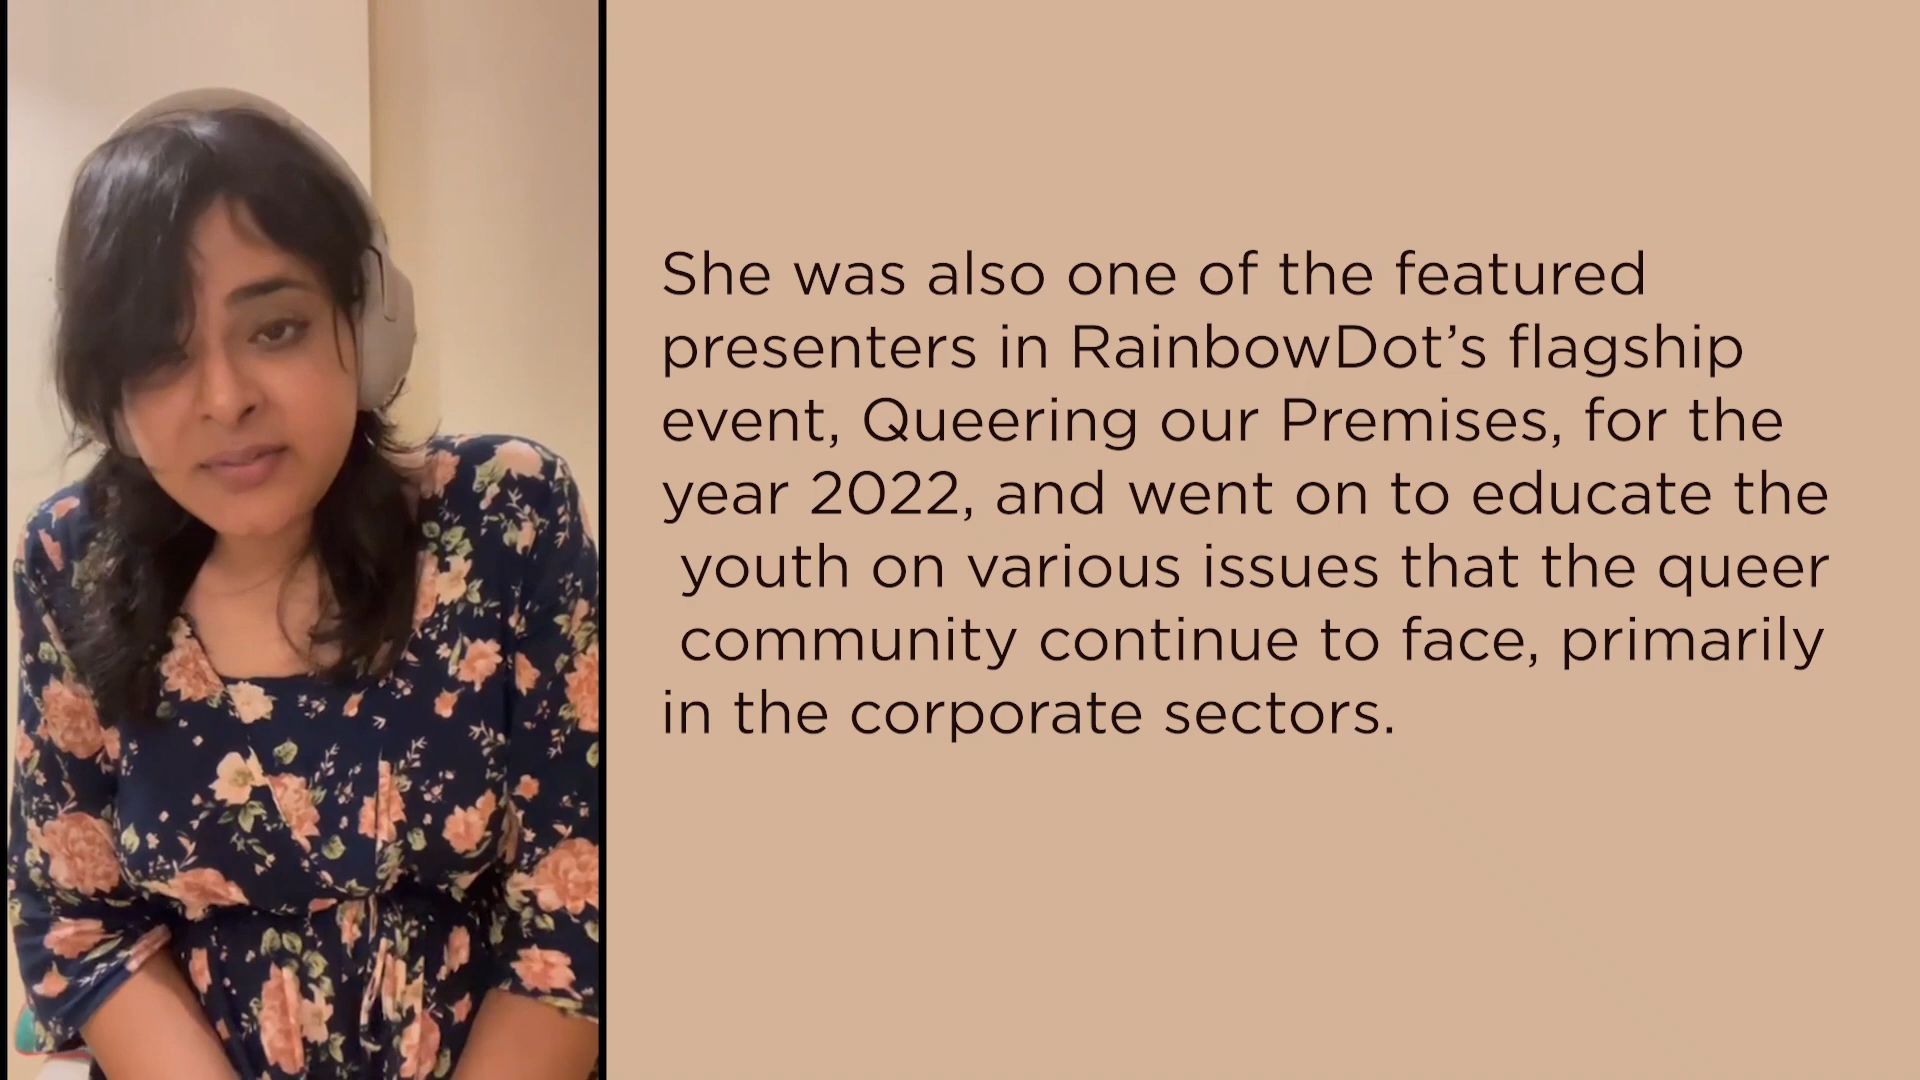 She was also one of the featured
presenters in RainbowDot’s flagship
event, Queering our Premises, for the
year 2022, and went on to educate the
youth on various issues that the queer
community continue to face, primarily
in the corporate sectors.